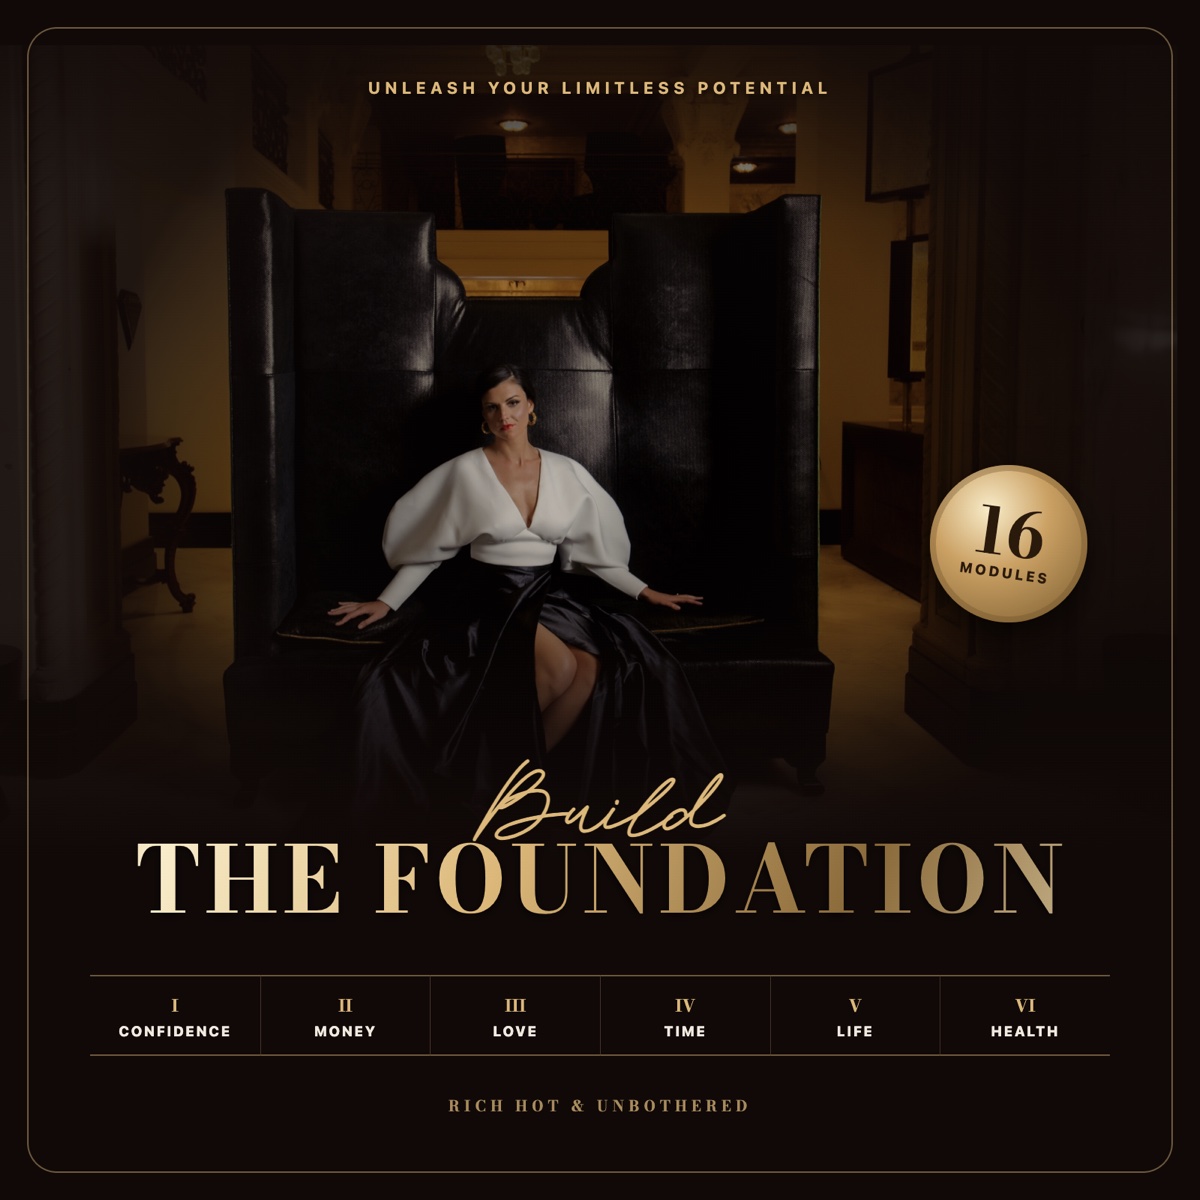 UNLEASH YOUR LIMITLESS POTENTIAL
16
MODULES
Build
THE FOUNDATION
I
CONFIDENCE
II
MONEY
III
LOVE
IV
TIME
V
LIFE
VI
HEALTH
RICH HOT & UNBOTHERED